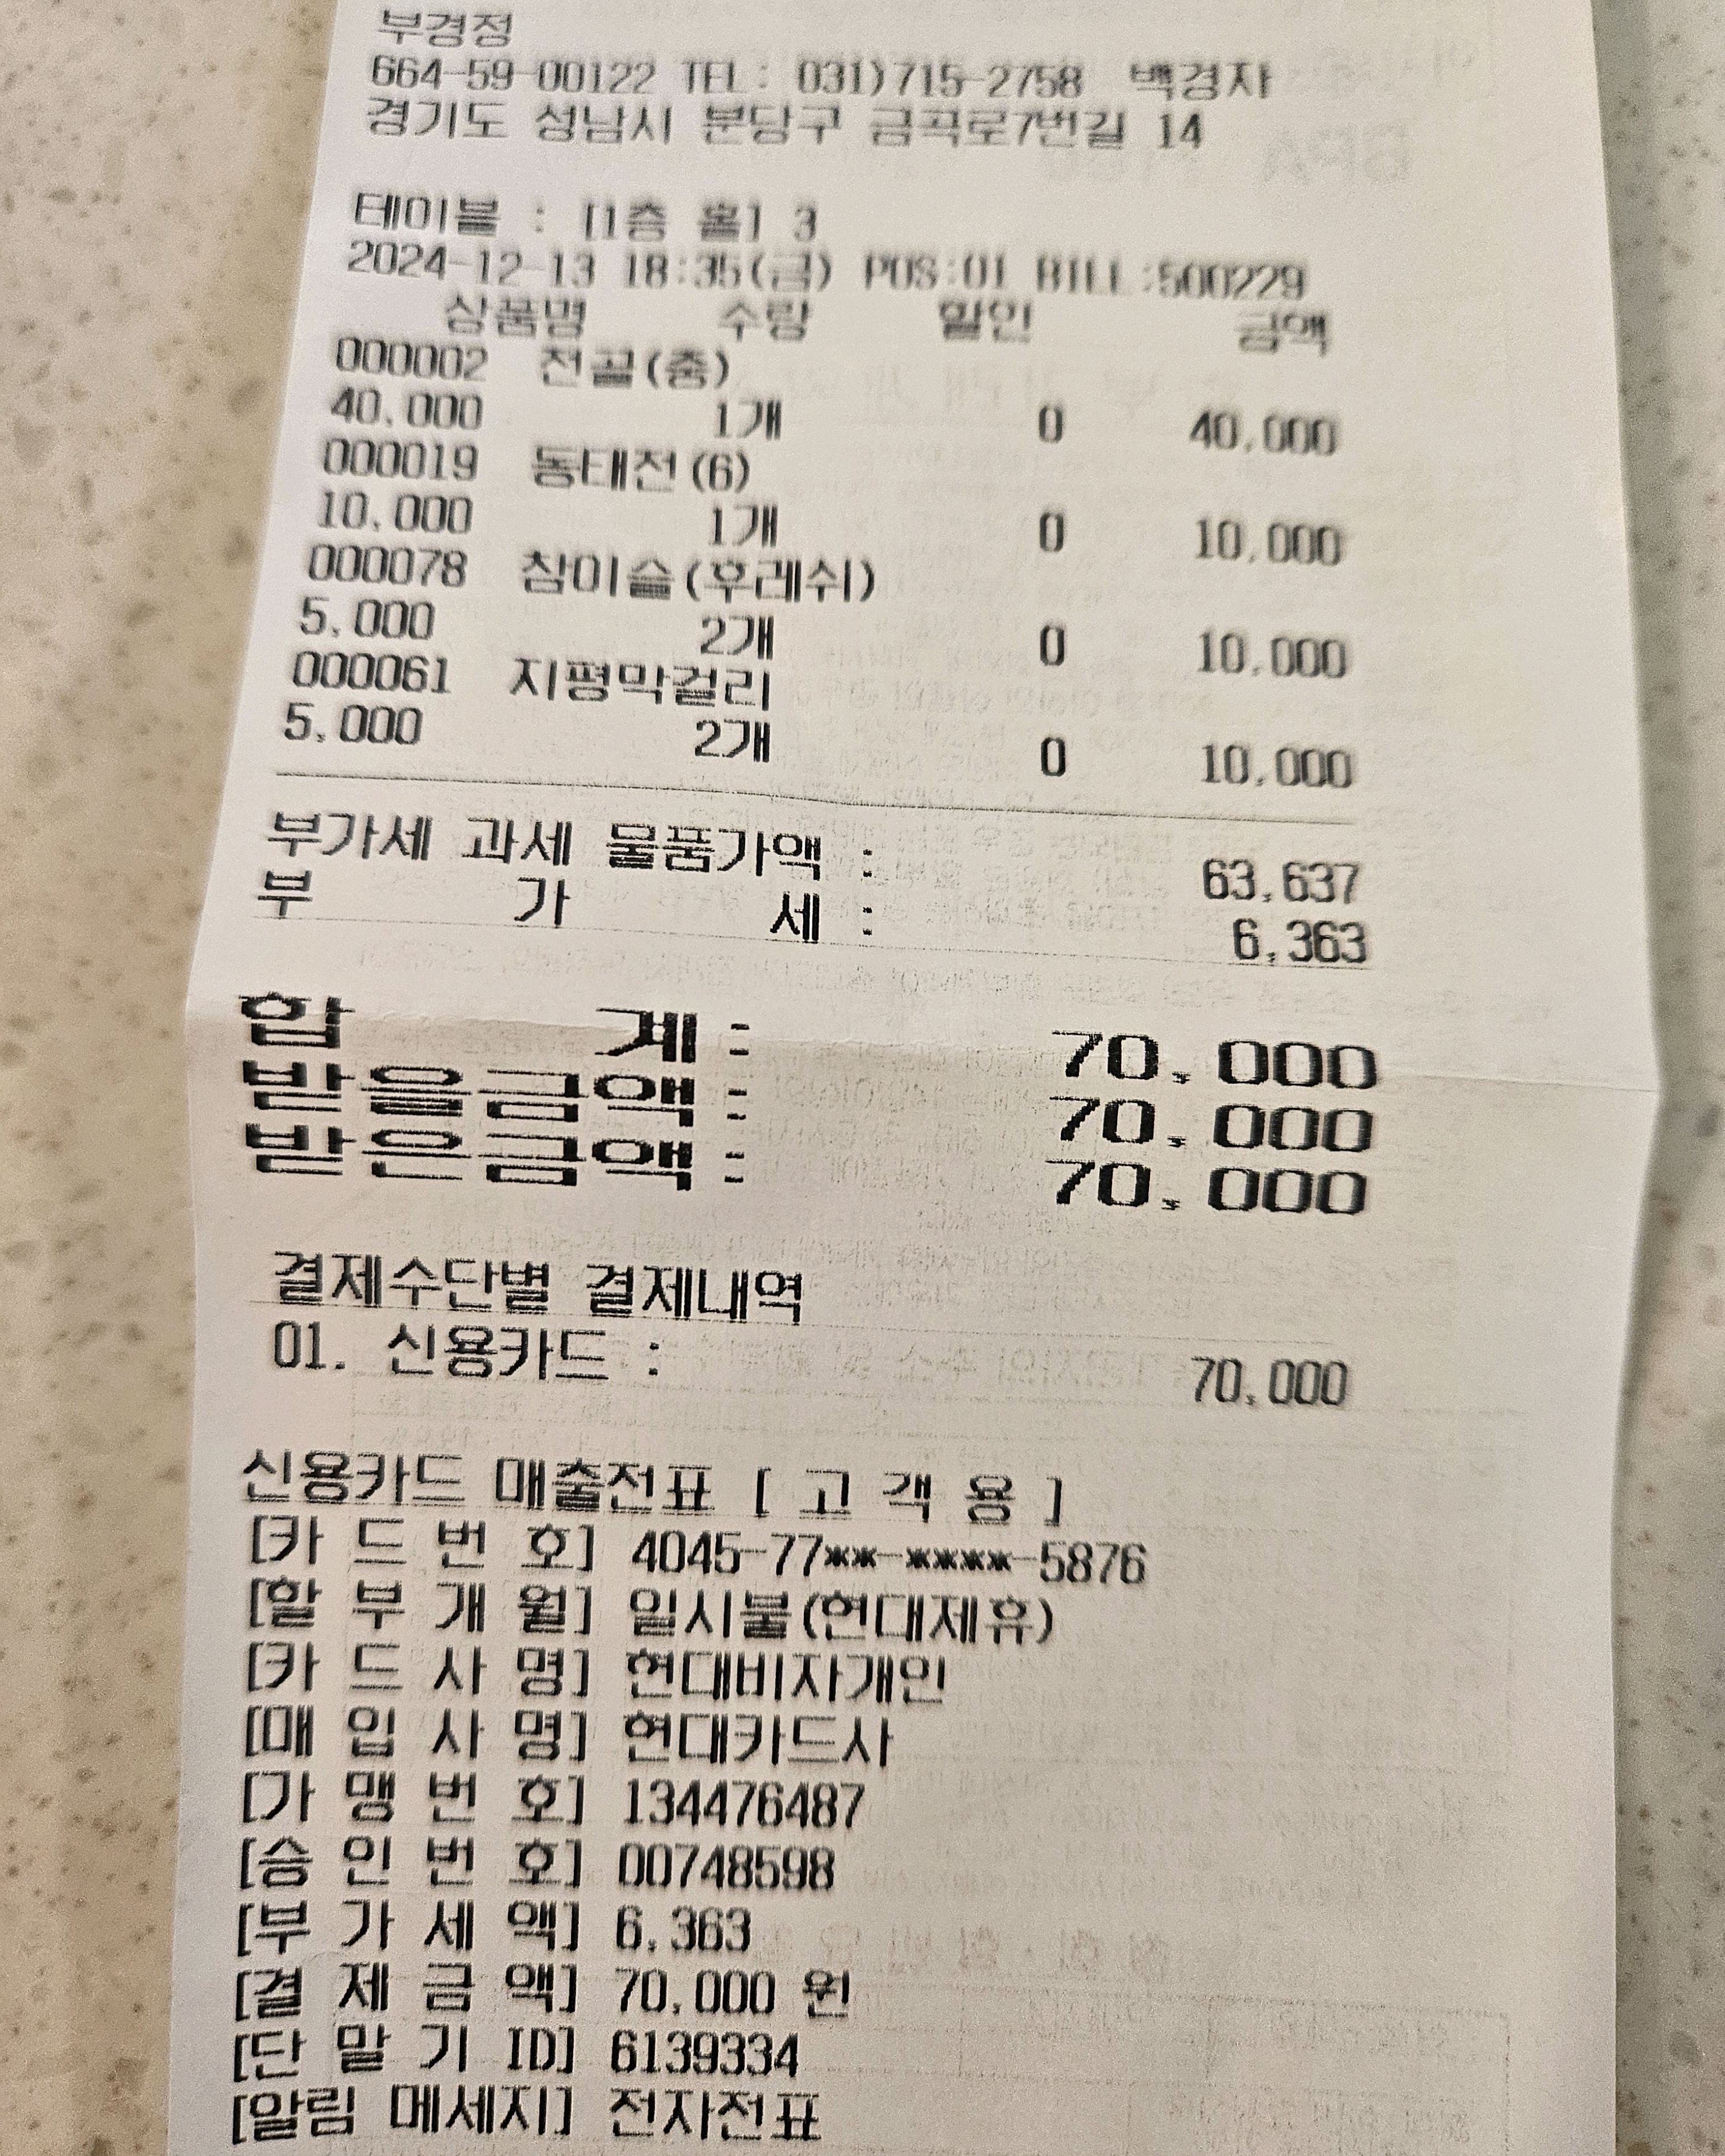 부경정
664-59-00122 TEL: 031)715-2758 백경자
경기도 성남시 분당구 금곡로7번길 14
테이블 : [1층 홀] 3
2024-12-13 18:35(금) POS:01 BILL:500229
상품명 수량 할인 금액
000002 전골(춤)
40,000 1개 0 40,000
000019 동태전(6)
10,000 1개 0 10,000
000078 참이슬(후레쉬)
5,000 2개 0 10,000
000061 지평막걸리
5,000 2개 0 10,000
부가세 과세 물품가액 : 63,637
부 가 세 : 6,363
합 계 : 70,000
받을금액 : 70,000
받은금액 : 70,000
결제수단별 결제내역
01. 신용카드 : 70,000
신용카드 매출전표 [ 고 객 용 ]
[카 드 번 호] 4045-77**-****-5876
[할 부 개 월] 일시불(현대제휴)
[카 드 사 명] 현대비자개인
[매 입 사 명] 현대카드사
[가 맹 번 호] 134476487
[승 인 번 호] 00748598
[부 가 세 액] 6,363
[결 제 금 액] 70,000 원
[단 말 기 ID] 6139334
[알림 메세지] 전자전표